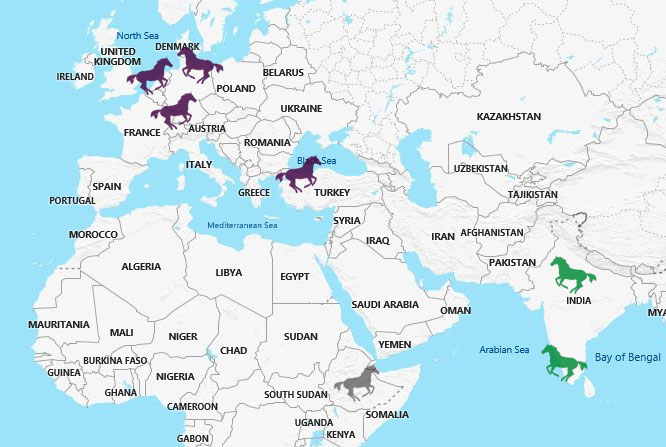 North Sea
DENMARK
UNITED
KINGDOM
IRELAND
BELARUS
POLAND
UKRAINE
KAZAKHSTAN
FRANCE
AUSTRIA
ROMANIA
ITALY
Black Sea
UZBEKISTAN
SPAIN
GREECE
TURKEY
TAJIKISTAN
PORTUGAL
Mediterranean Sea
SYRIA
MOROCCO
IRAQ
IRAN
AFGHANISTAN
PAKISTAN
ALGERIA
LIBYA
EGYPT
INDIA
SAUDI ARABIA
OMAN
MYA
MAURITANIA
MALI
NIGER
SUDAN
CHAD
YEMEN
Arabian Sea
Bay of Bengal
BURKINA FASO
GUINEA
NIGERIA
GHANA
SOUTH SUDAN
CAMEROON
SOMALIA
UGANDA
KENYA
GABON